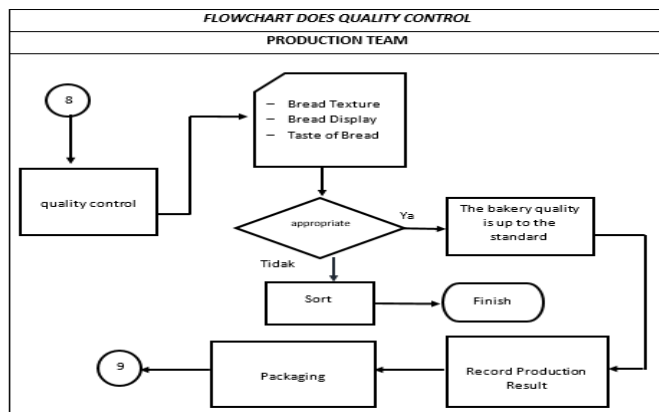 FLOWCHART DOES QUALITY CONTROL
PRODUCTION TEAM
8
quality control
– Bread Texture
– Bread Display
– Taste of Bread
appropriate
Ya
The bakery quality
is up to the
standard
Tidak
Sort
Finish
Record Production
Result
Packaging
9